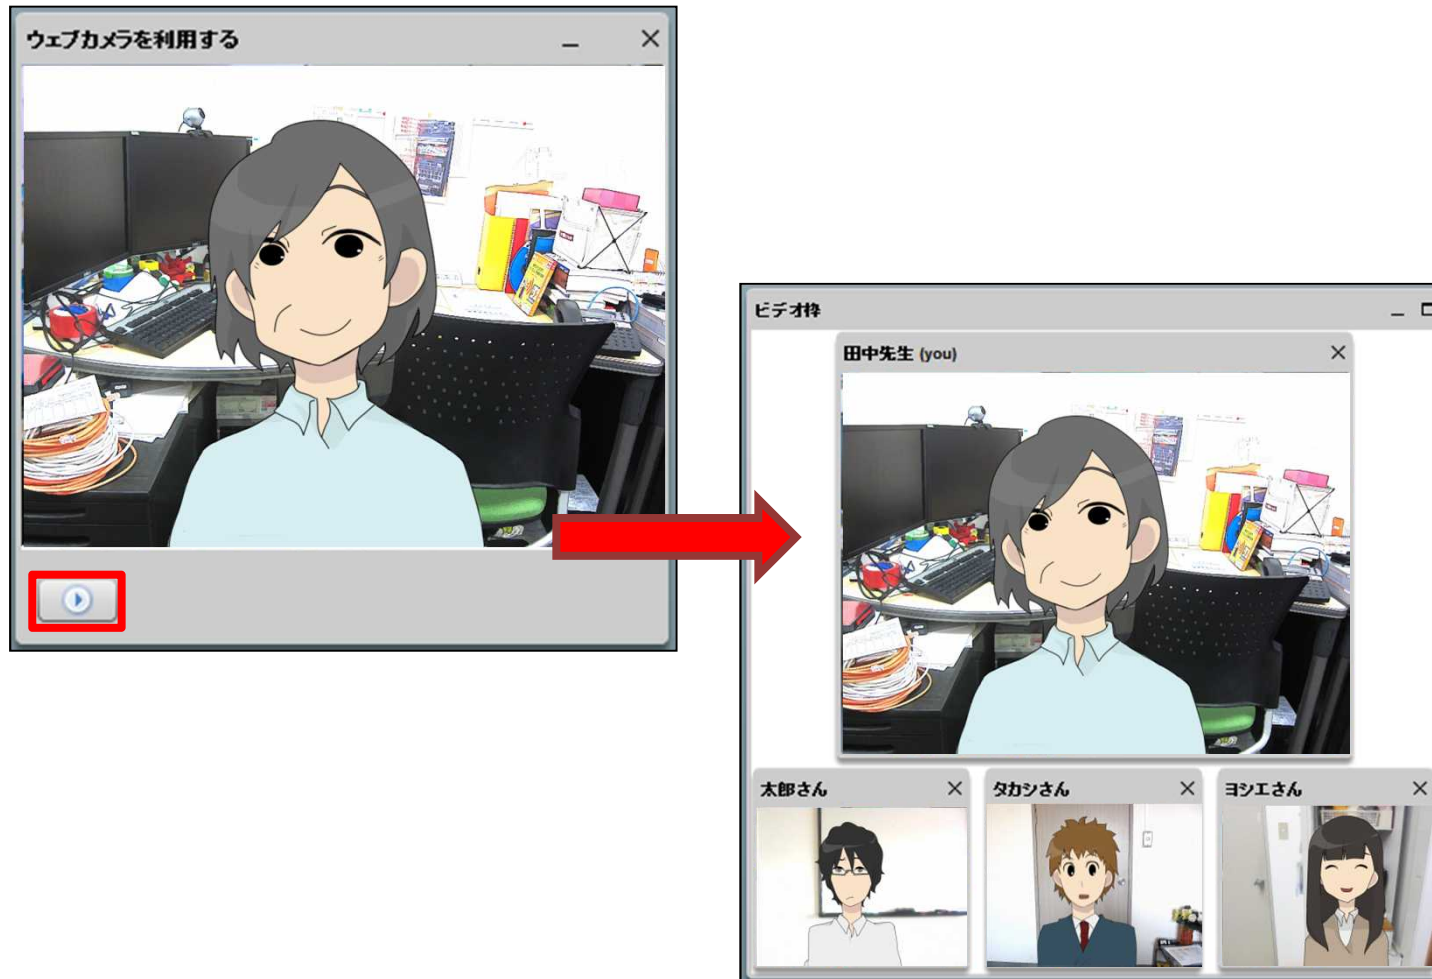 ウェブカメラを利用する
ビデオ枠
田中先生 (you)
太郎さん
タカシさん
ヨシエさん